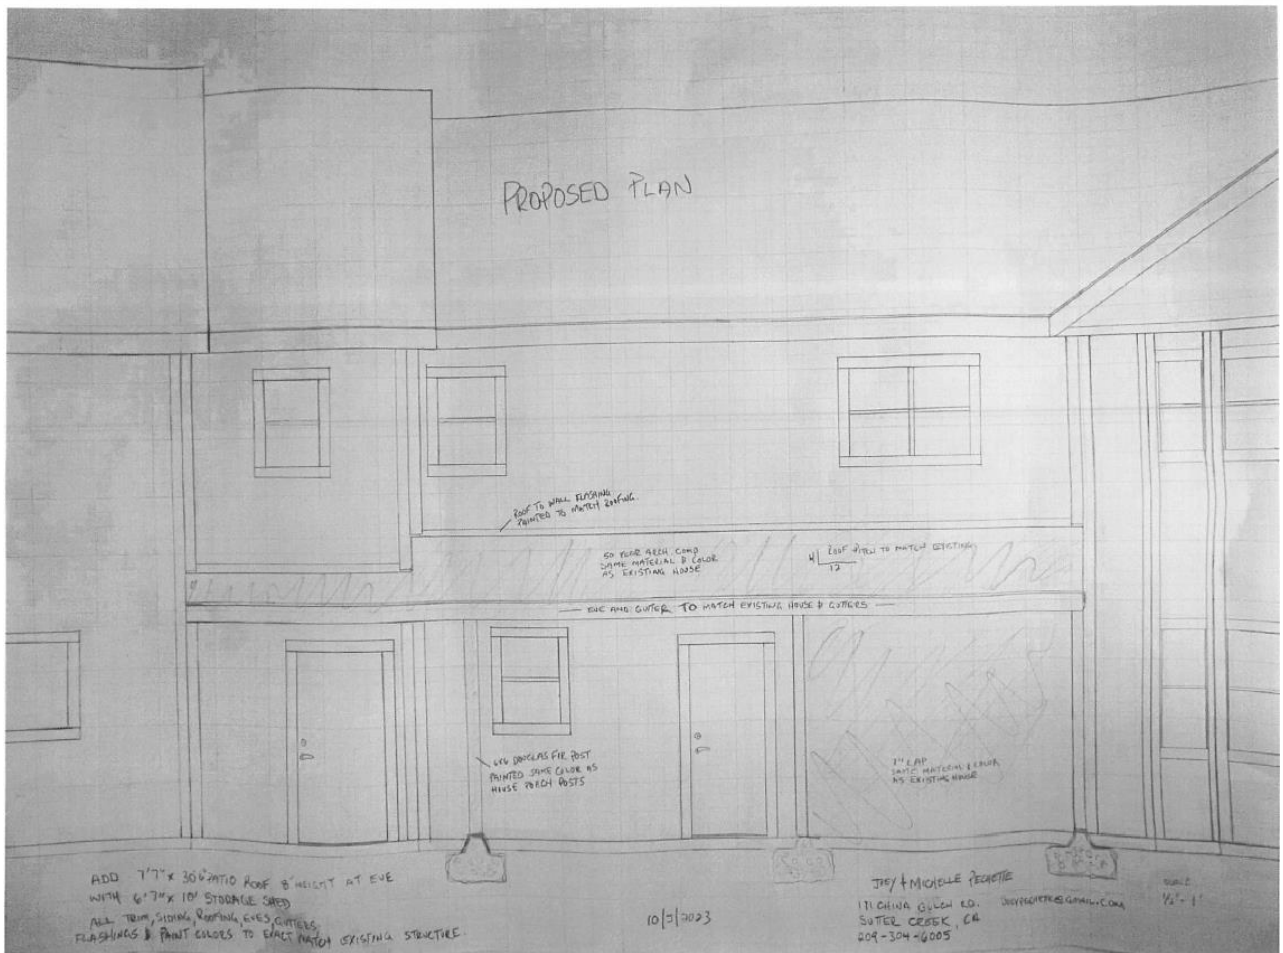 PROPOSED PLAN
ROOF TO WALL FLASHING
PAINTED TO MATCH ROOFING.
50 YEAR ARCH. COMP
SAME MATERIAL & COLOR
AS EXISTING HOUSE
4
12
ROOF PITCH TO MATCH EXISTING
EVE AND GUTTER TO MATCH EXISTING HOUSE & GUTTERS
6x6 DOUGLAS FIR POST
PAINTED SAME COLOR AS
HOUSE PORCH POSTS
LAP
SAME MATERIAL & COLOR
AS EXISTING HOUSE
ADD 7'7" x 30'6" PATIO ROOF 8' HEIGHT AT EVE
WITH 6'7" x 10' STORAGE SHED
ALL TRIM, SIDING, ROOFING, EVES, GUTTERS,
FLASHINGS & PAINT COLORS TO EXACT MATCH EXISTING STRUCTURE.
10/2/2023
JOEY & MICHELLE
CHINA GULCH RD.
SUTTER CREEK, CA
209-304-6005
@GMAIL.COM
SCALE
1/2" - 1'